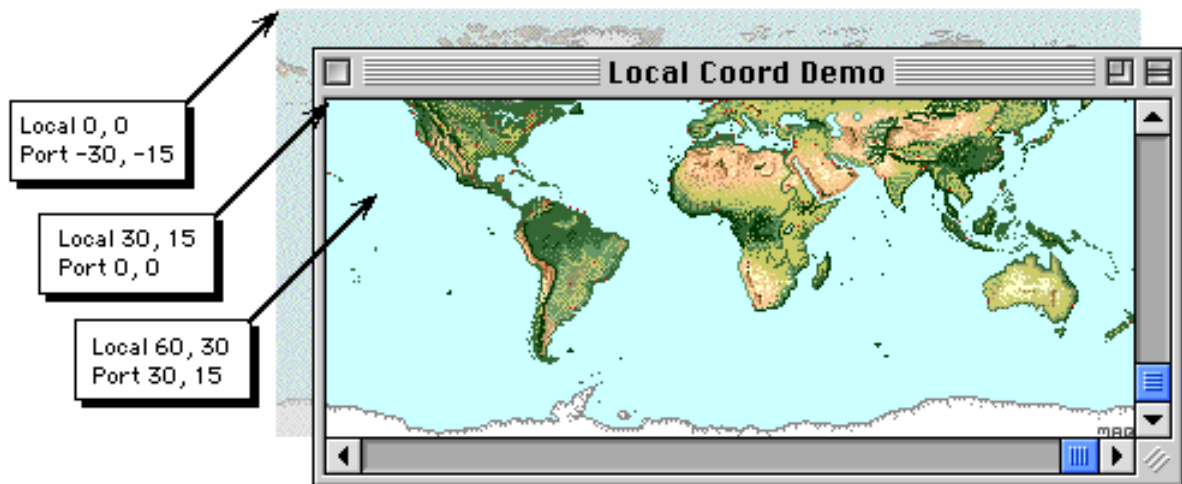 Local Coord Demo
Local 0, 0
Port -30, -15
Local 30, 15
Port 0, 0
Local 60, 30
Port 30, 15